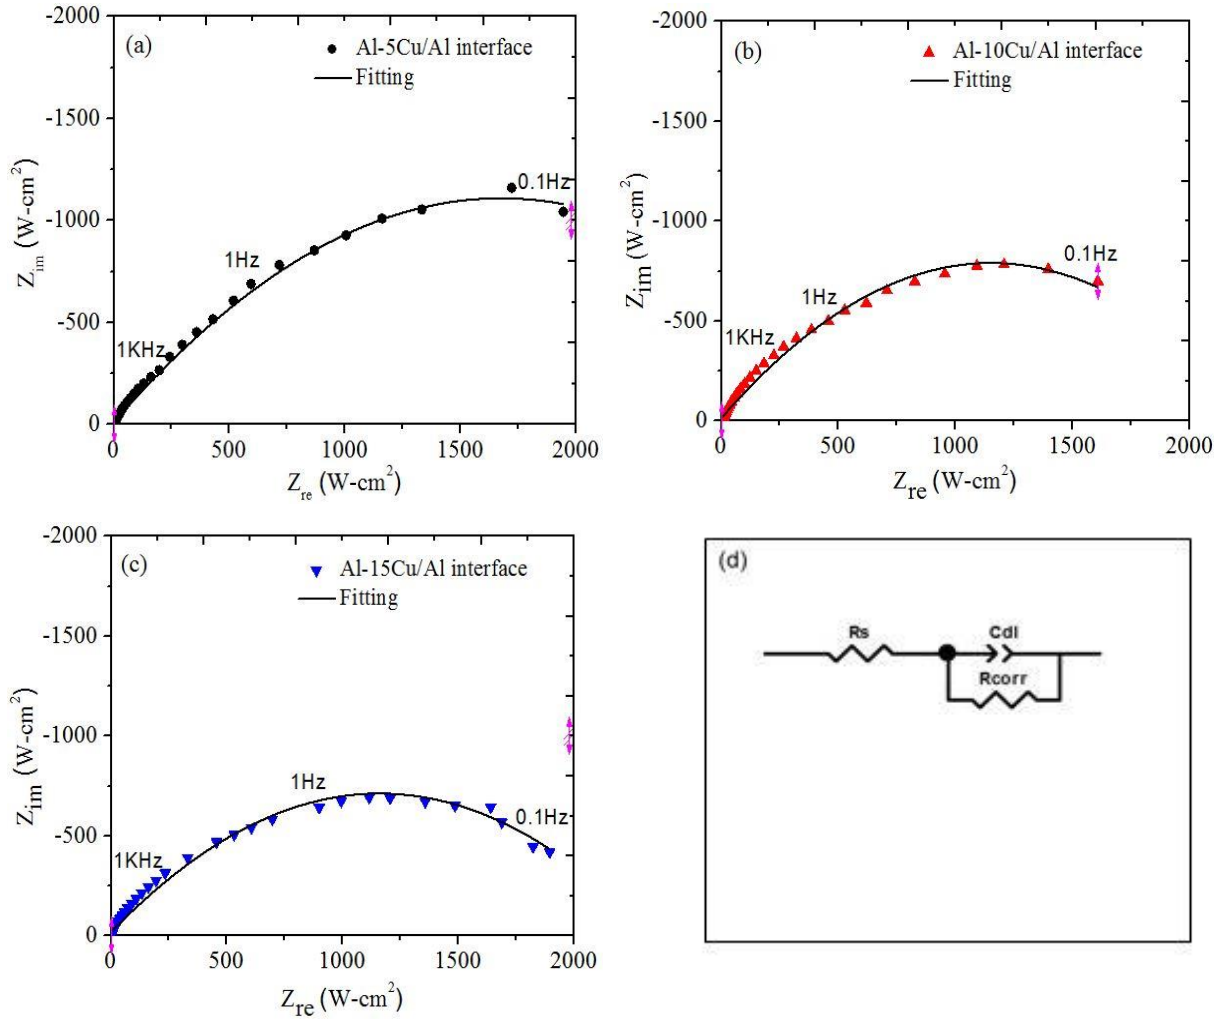 (a)
Al-5Cu/Al interface
Fitting
-2000
-1500
-1000
-500
0
Z_im (W-cm²)
1KHz
1Hz
0.1Hz
0 500 1000 1500 2000
Z_re (W-cm²)
(b)
Al-10Cu/Al interface
Fitting
-2000
-1500
-1000
-500
0
Z_im (W-cm²)
1KHz
1Hz
0.1Hz
0 500 1000 1500 2000
Z_re (W-cm²)
(c)
Al-15Cu/Al interface
Fitting
-2000
-1500
-1000
-500
0
Z_im (W-cm²)
1KHz
1Hz
0.1Hz
0 500 1000 1500 2000
Z_re (W-cm²)
(d)
Rs
Cdl
Rcorr